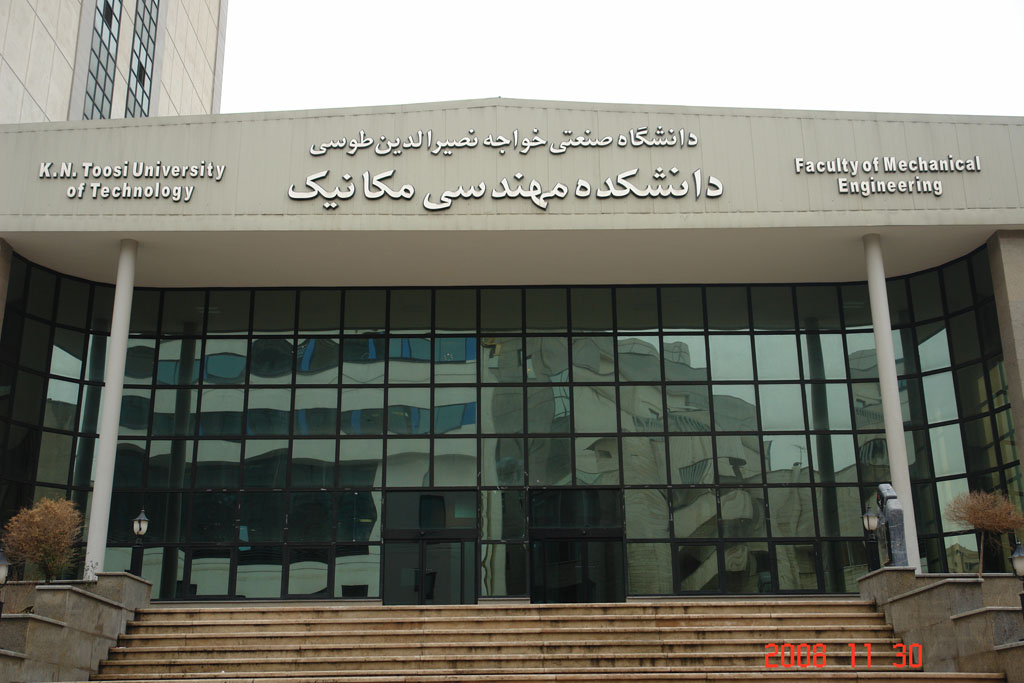 دانشگاه صنعتی خواجه نصیرالدین طوسی
دانشکده مهندسی مکانیک
K.N. Toosi University
of Technology
Faculty of Mechanical
Engineering
2008 11 30